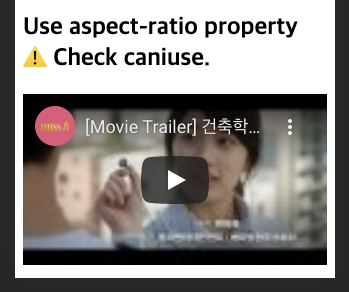 Use aspect-ratio property
⚠️ Check caniuse.
[Movie Trailer] 건축학...